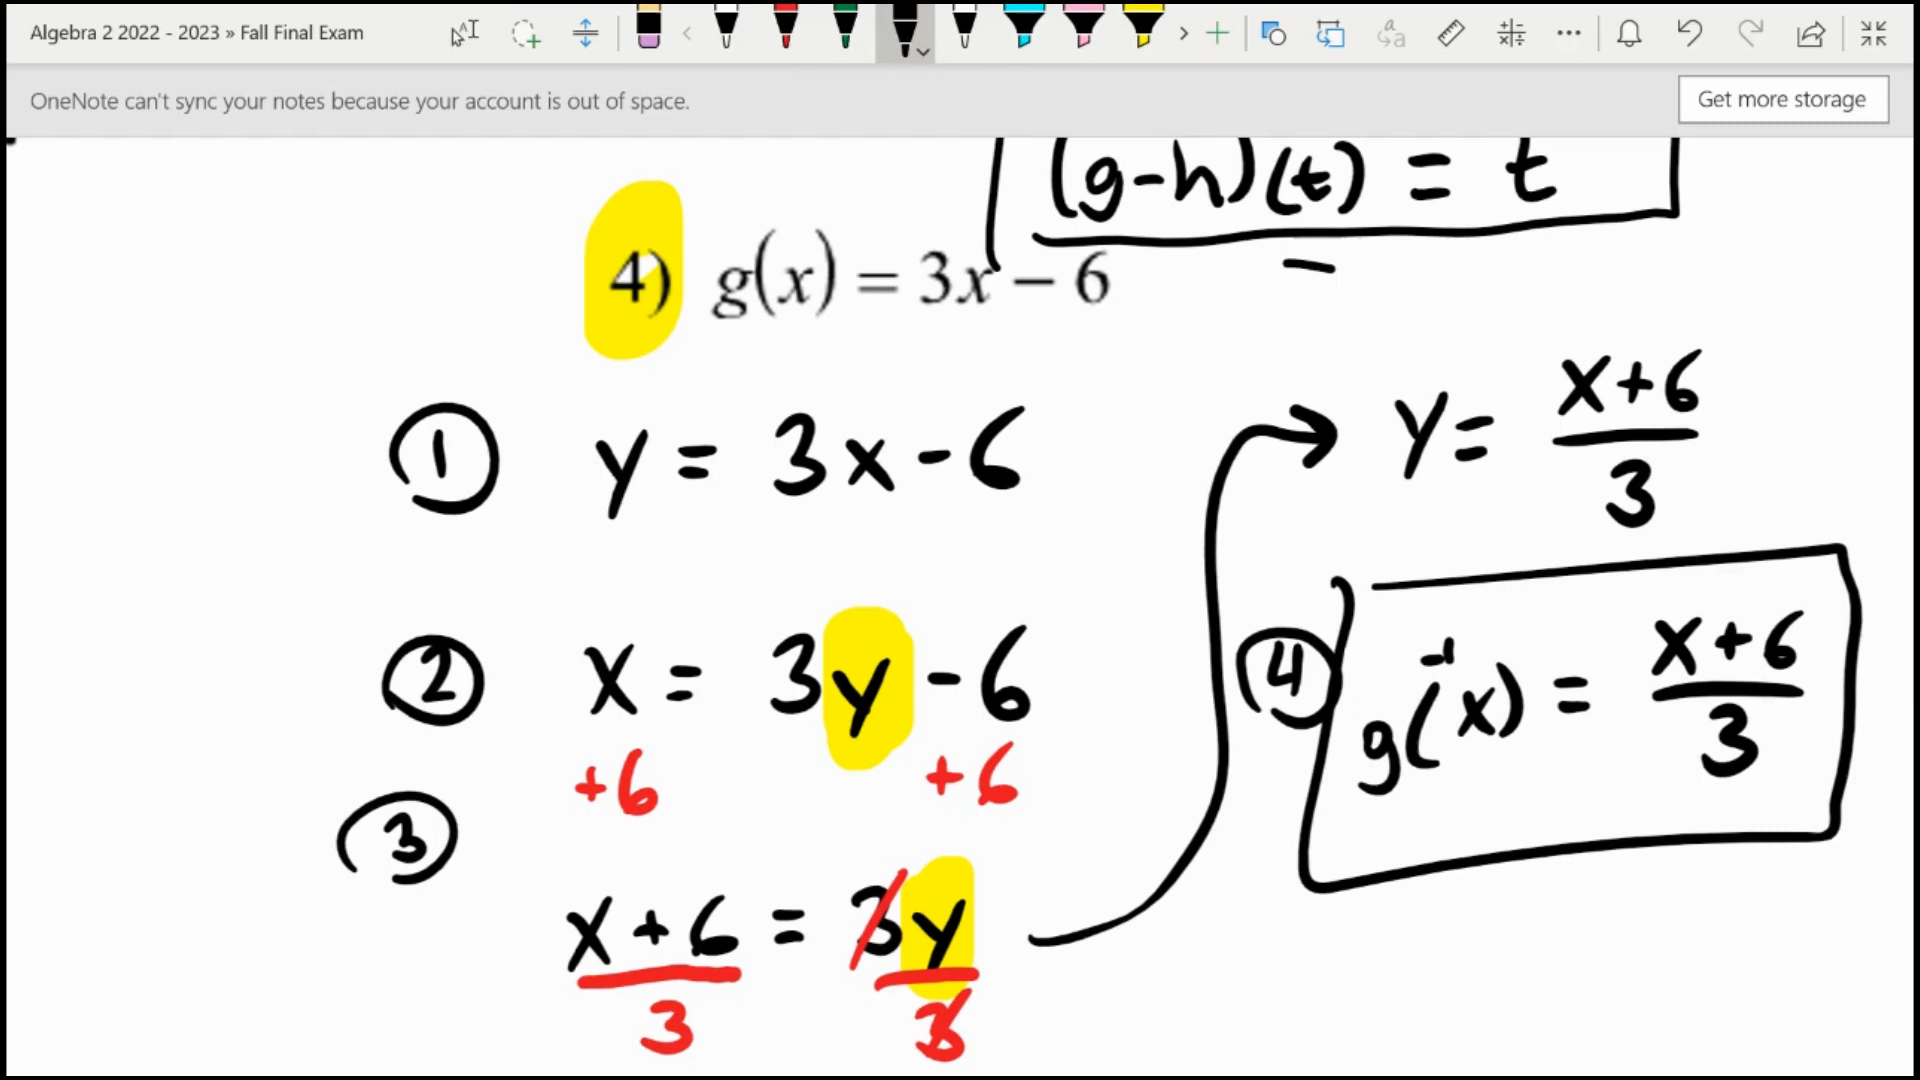 Algebra 2 2022 - 2023 » Fall Final Exam
OneNote can't sync your notes because your account is out of space.
Get more storage
(g-h)(t) = t
4) g(x) = 3x – 6
① y = 3x - 6
② x = 3y - 6
+6 +6
③
x + 6 = 3y
3 3
y = x+6
3
④ g⁻¹(x) = x+6
3